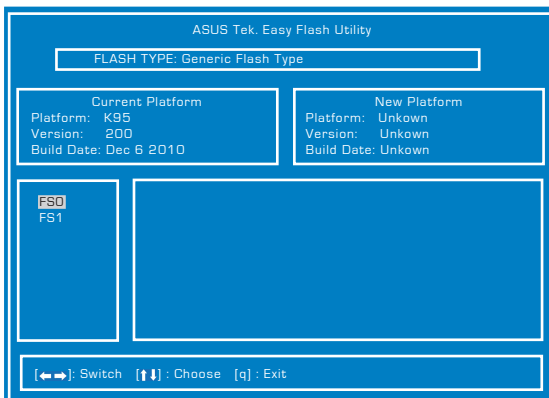 ASUS Tek. Easy Flash Utility
FLASH TYPE: Generic Flash Type
Current Platform
Platform: K95
Version: 200
Build Date: Dec 6 2010
New Platform
Platform: Unkown
Version: Unkown
Build Date: Unkown
FS0
FS1
[←→]: Switch [↑↓] : Choose [q] : Exit